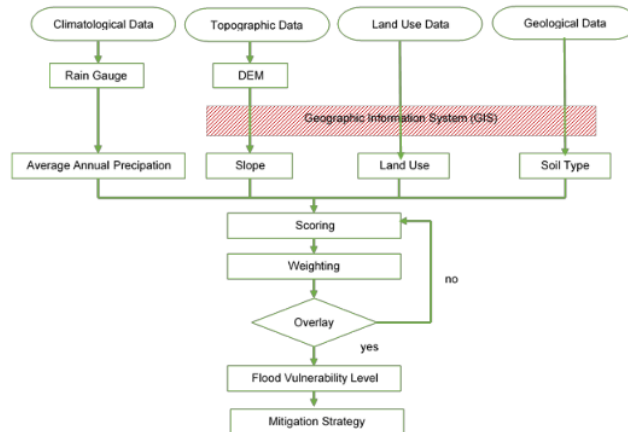 Climatological Data
Topographic Data
Land Use Data
Geological Data
Rain Gauge
DEM
Geographic Information System (GIS)
Average Annual Precipation
Slope
Land Use
Soil Type
Scoring
Weighting
no
Overlay
yes
Flood Vulnerability Level
Mitigation Strategy